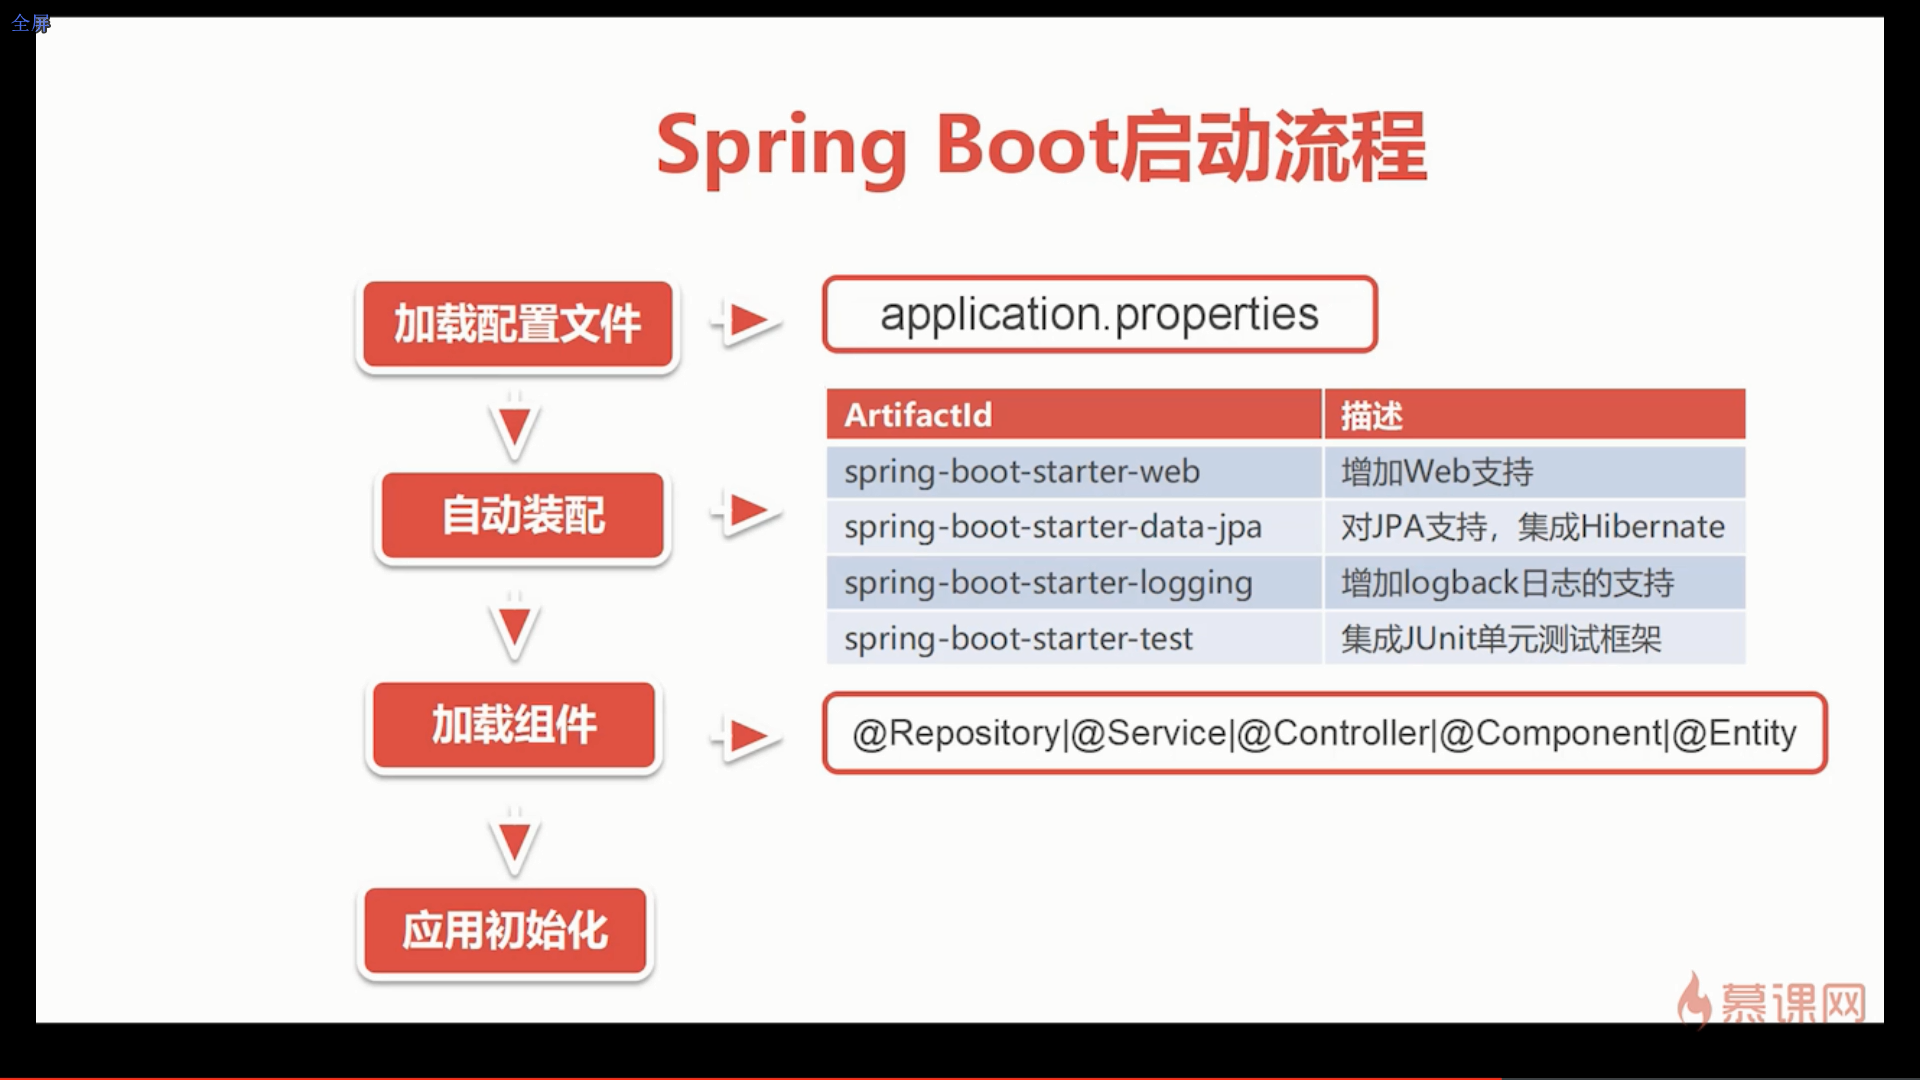 全屏
Spring Boot启动流程
加载配置文件
application.properties
自动装配
ArtifactId 描述
spring-boot-starter-web 增加Web支持
spring-boot-starter-data-jpa 对JPA支持，集成Hibernate
spring-boot-starter-logging 增加logback日志的支持
spring-boot-starter-test 集成JUnit单元测试框架
加载组件
@Repository|@Service|@Controller|@Component|@Entity
应用初始化
慕课网